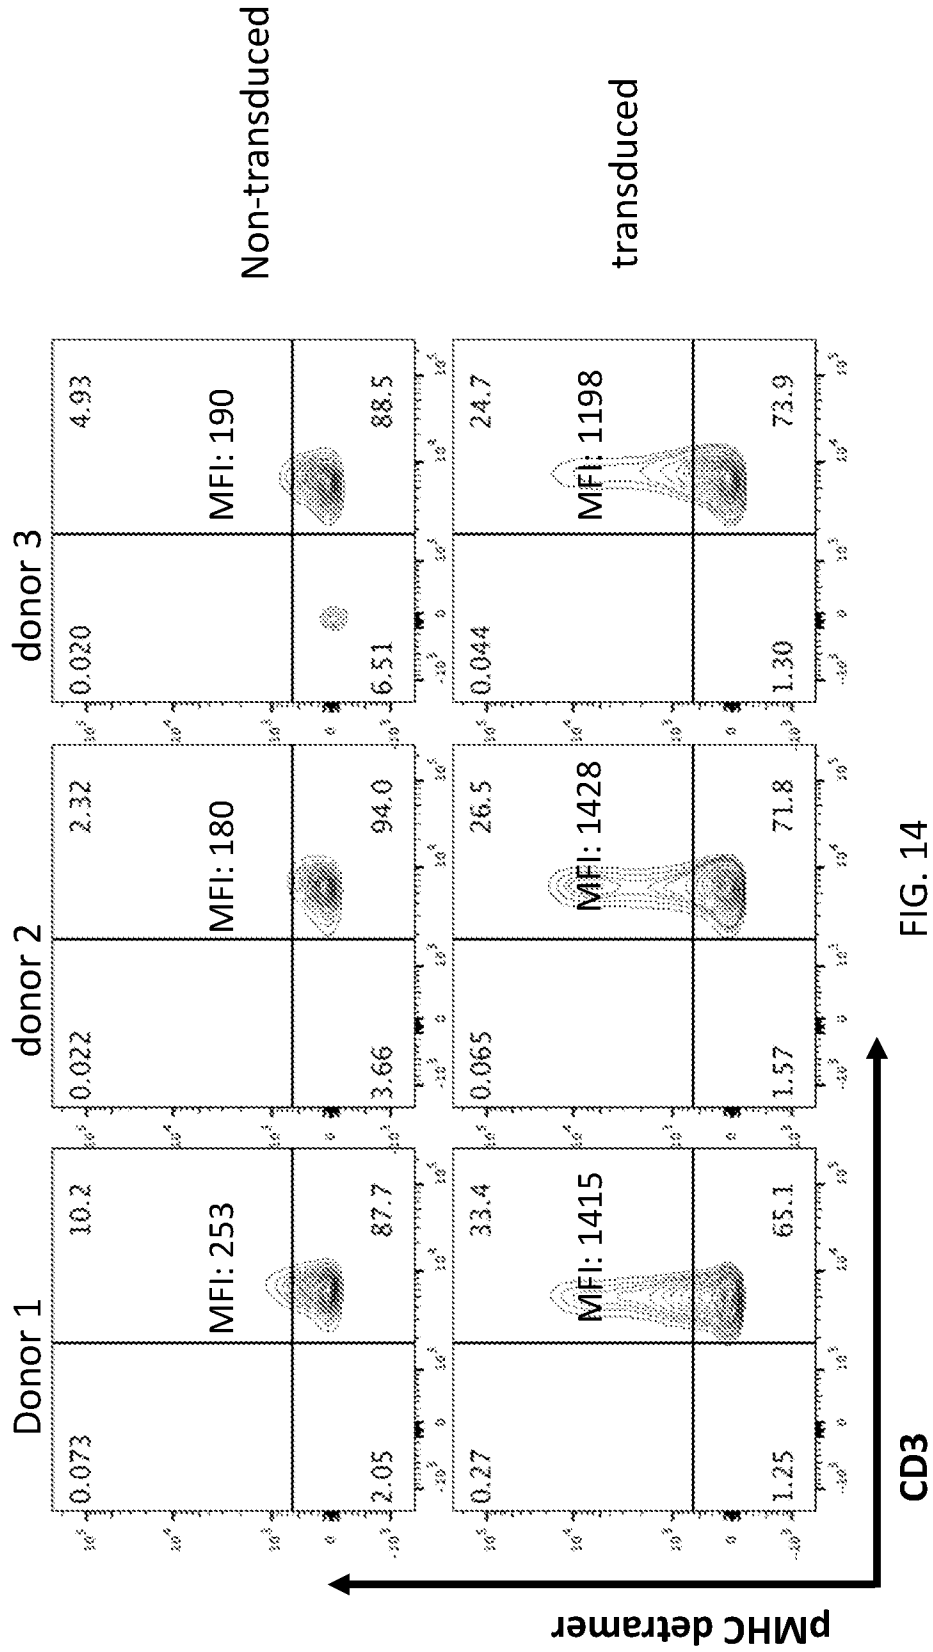 Donor 1
donor 2
donor 3
0.073
10.2
MFI: 253
2.05
87.7
0.022
2.32
MFI: 180
3.66
94.0
0.020
4.93
MFI: 190
6.51
88.5
Non-transduced
0.27
33.4
MFI: 1415
1.25
65.1
0.065
26.5
MFI: 1428
1.57
71.8
0.044
24.7
MFI: 1198
1.30
73.9
transduced
pMHC detramer
CD3
FIG. 14